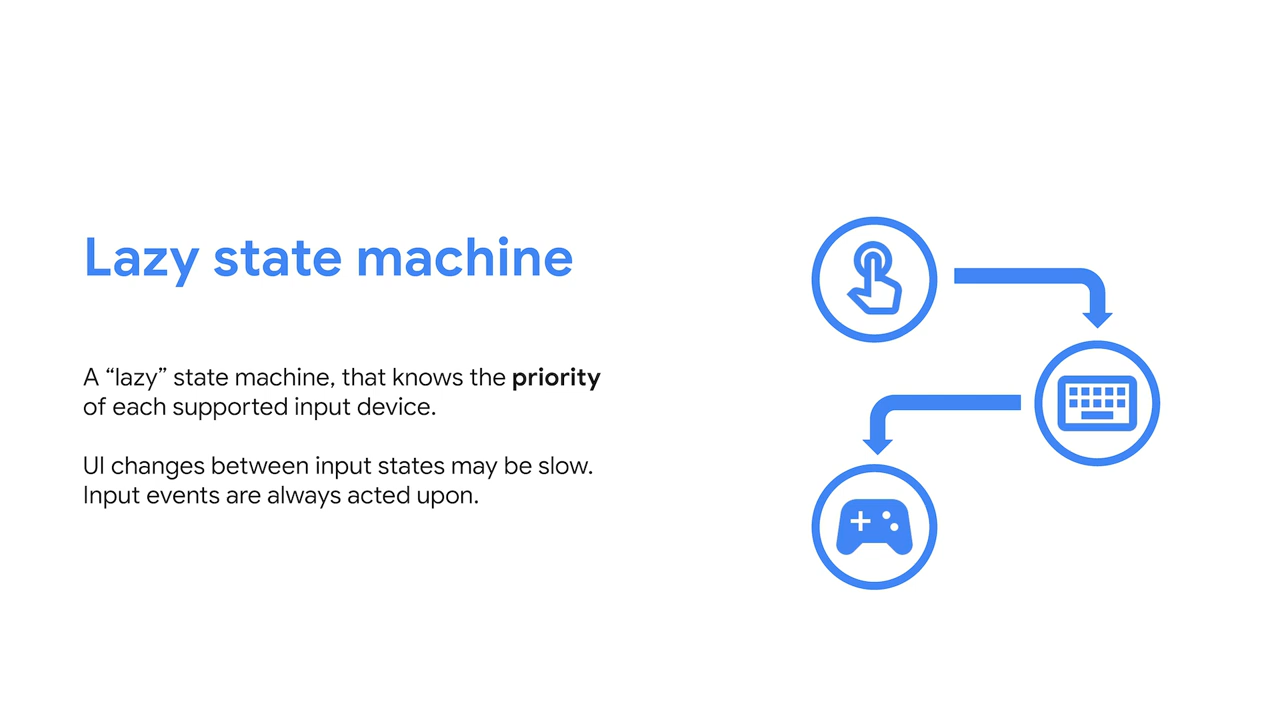 Lazy state machine
A “lazy” state machine, that knows the priority
of each supported input device.
UI changes between input states may be slow.
Input events are always acted upon.